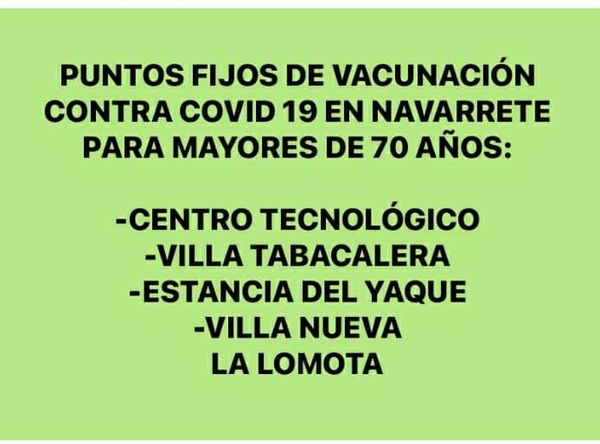 PUNTOS FIJOS DE VACUNACIÓN
CONTRA COVID 19 EN NAVARRETE
PARA MAYORES DE 70 AÑOS:
-CENTRO TECNOLÓGICO
-VILLA TABACALERA
-ESTANCIA DEL YAQUE
-VILLA NUEVA
LA LOMOTA